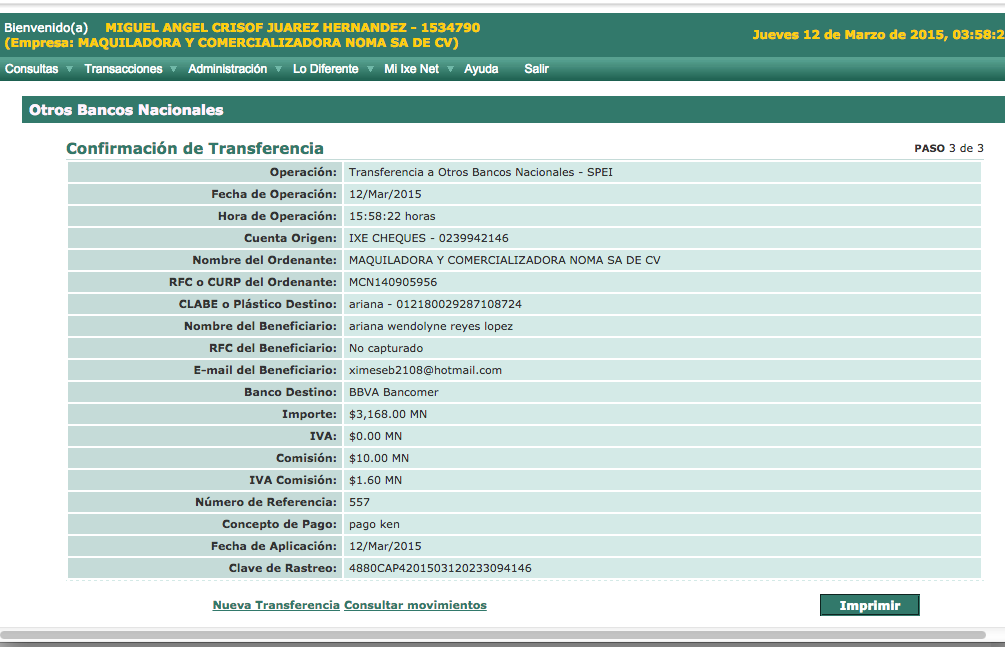 Bienvenido(a) MIGUEL ANGEL CRISOF JUAREZ HERNANDEZ - 1534790
(Empresa: MAQUILADORA Y COMERCIALIZADORA NOMA SA DE CV)
Jueves 12 de Marzo de 2015, 03:58:2
Consultas Transacciones Administración Lo Diferente Mi Ixe Net Ayuda Salir
Otros Bancos Nacionales
Confirmación de Transferencia PASO 3 de 3
Operación: Transferencia a Otros Bancos Nacionales - SPEI
Fecha de Operación: 12/Mar/2015
Hora de Operación: 15:58:22 horas
Cuenta Origen: IXE CHEQUES - 0239942146
Nombre del Ordenante: MAQUILADORA Y COMERCIALIZADORA NOMA SA DE CV
RFC o CURP del Ordenante: MCN140905956
CLABE o Plástico Destino: ariana - 012180029287108724
Nombre del Beneficiario: ariana wendolyne reyes lopez
RFC del Beneficiario: No capturado
E-mail del Beneficiario: ximeseb2108@hotmail.com
Banco Destino: BBVA Bancomer
Importe: $3,168.00 MN
IVA: $0.00 MN
Comisión: $10.00 MN
IVA Comisión: $1.60 MN
Número de Referencia: 557
Concepto de Pago: pago ken
Fecha de Aplicación: 12/Mar/2015
Clave de Rastreo: 4880CAP4201503120233094146
Nueva Transferencia Consultar movimientos Imprimir